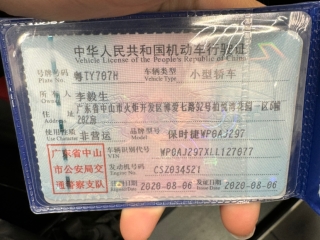 中华人民共和国机动车行驶证
Vehicle License of the People's Republic of China
号牌号码 粤TY707H 车辆类型 小型轿车
Plate No. Vehicle Type
所有人 李毅生
Owner
住址 广东省中山市火炬开发区博爱七路
Address
使用性质 非营运 品牌型号 保时捷WP0AJ297
Use Character Model
广东省中山 车辆识别代号 WP0AJ297XLL127077
市公安局交 VIN
通警察支队 发动机号码 CSZ034521
Engine No.
注册日期 2020-08-06 发证日期 2020-08-06
Register Date Issue Date